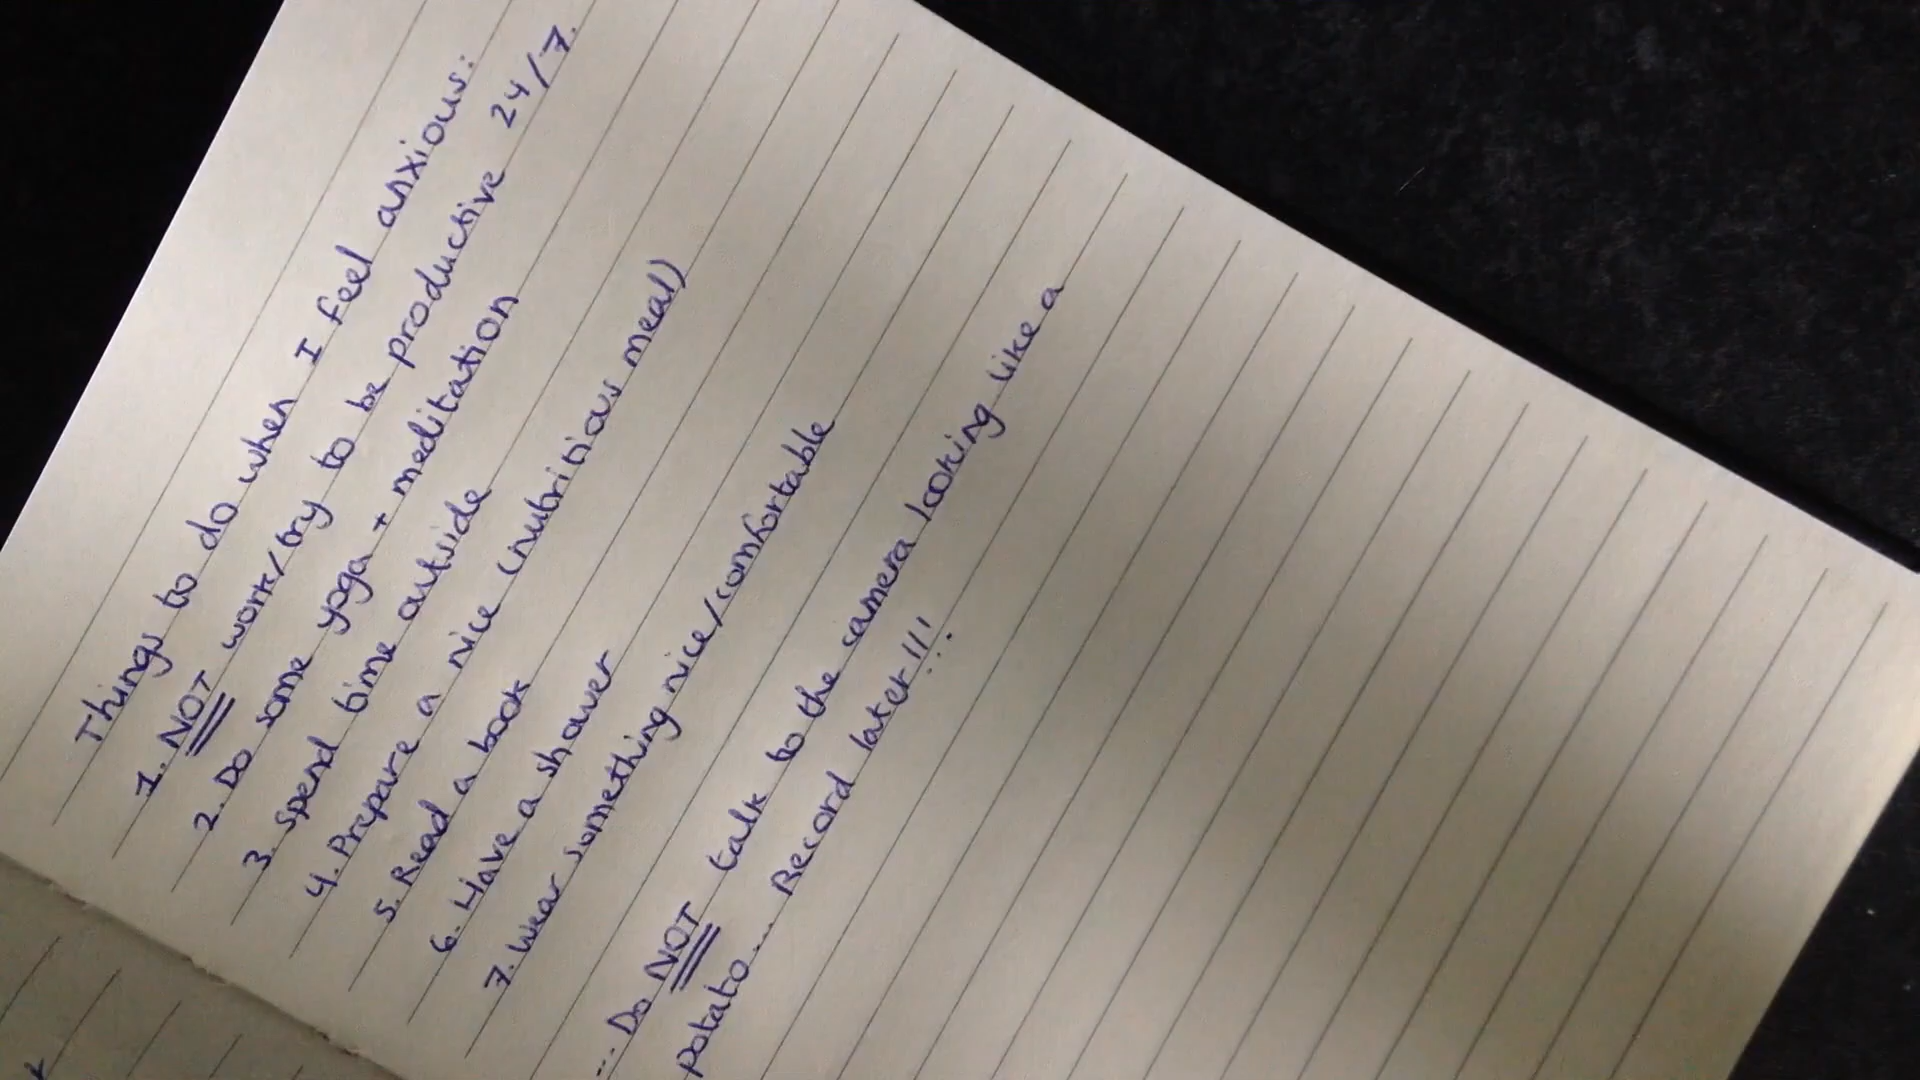 Things to do when I feel anxious:
1. NOT work/try to be productive 24/7.
2. Do some yoga + meditation
3. Spend time outside
4. Prepare a nice (nutritious meal)
5. Read a book
6. Have a shower
7. Wear something nice/comfortable
... Do NOT talk to the camera looking like a
potato.... Record later!!!